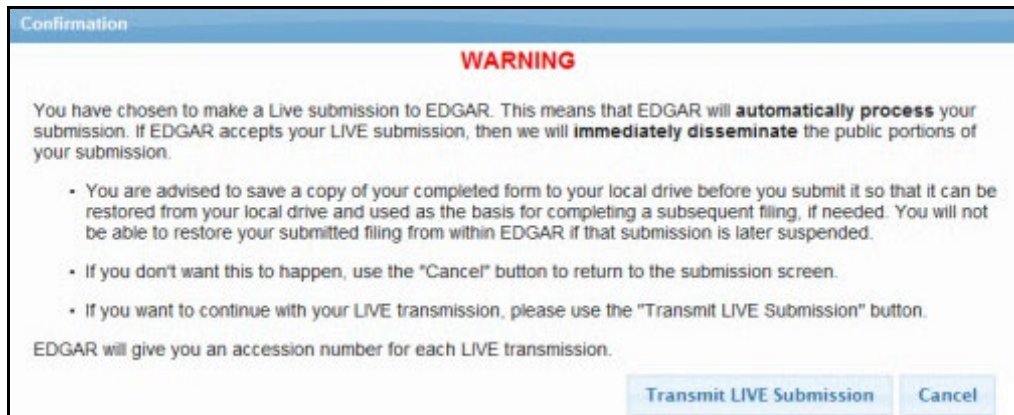 Confirmation
WARNING
You have chosen to make a Live submission to EDGAR. This means that EDGAR will automatically process your
submission. If EDGAR accepts your LIVE submission, then we will immediately disseminate the public portions of
your submission.
• You are advised to save a copy of your completed form to your local drive before you submit it so that it can be
restored from your local drive and used as the basis for completing a subsequent filing, if needed. You will not
be able to restore your submitted filing from within EDGAR if that submission is later suspended.
• If you don't want this to happen, use the "Cancel" button to return to the submission screen.
• If you want to continue with your LIVE transmission, please use the "Transmit LIVE Submission" button.
EDGAR will give you an accession number for each LIVE transmission.
Transmit LIVE Submission Cancel